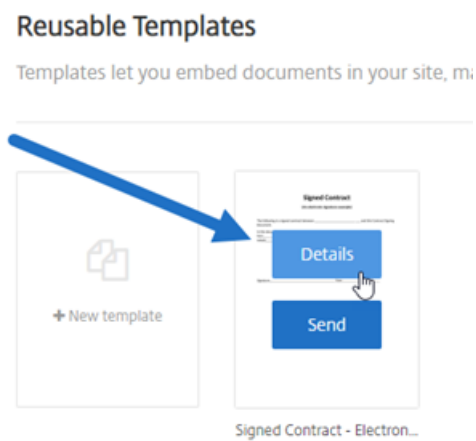 Reusable Templates
Templates let you embed documents in your site, ma
Signed Contract
Details
+ New template
Send
Signed Contract - Electron...